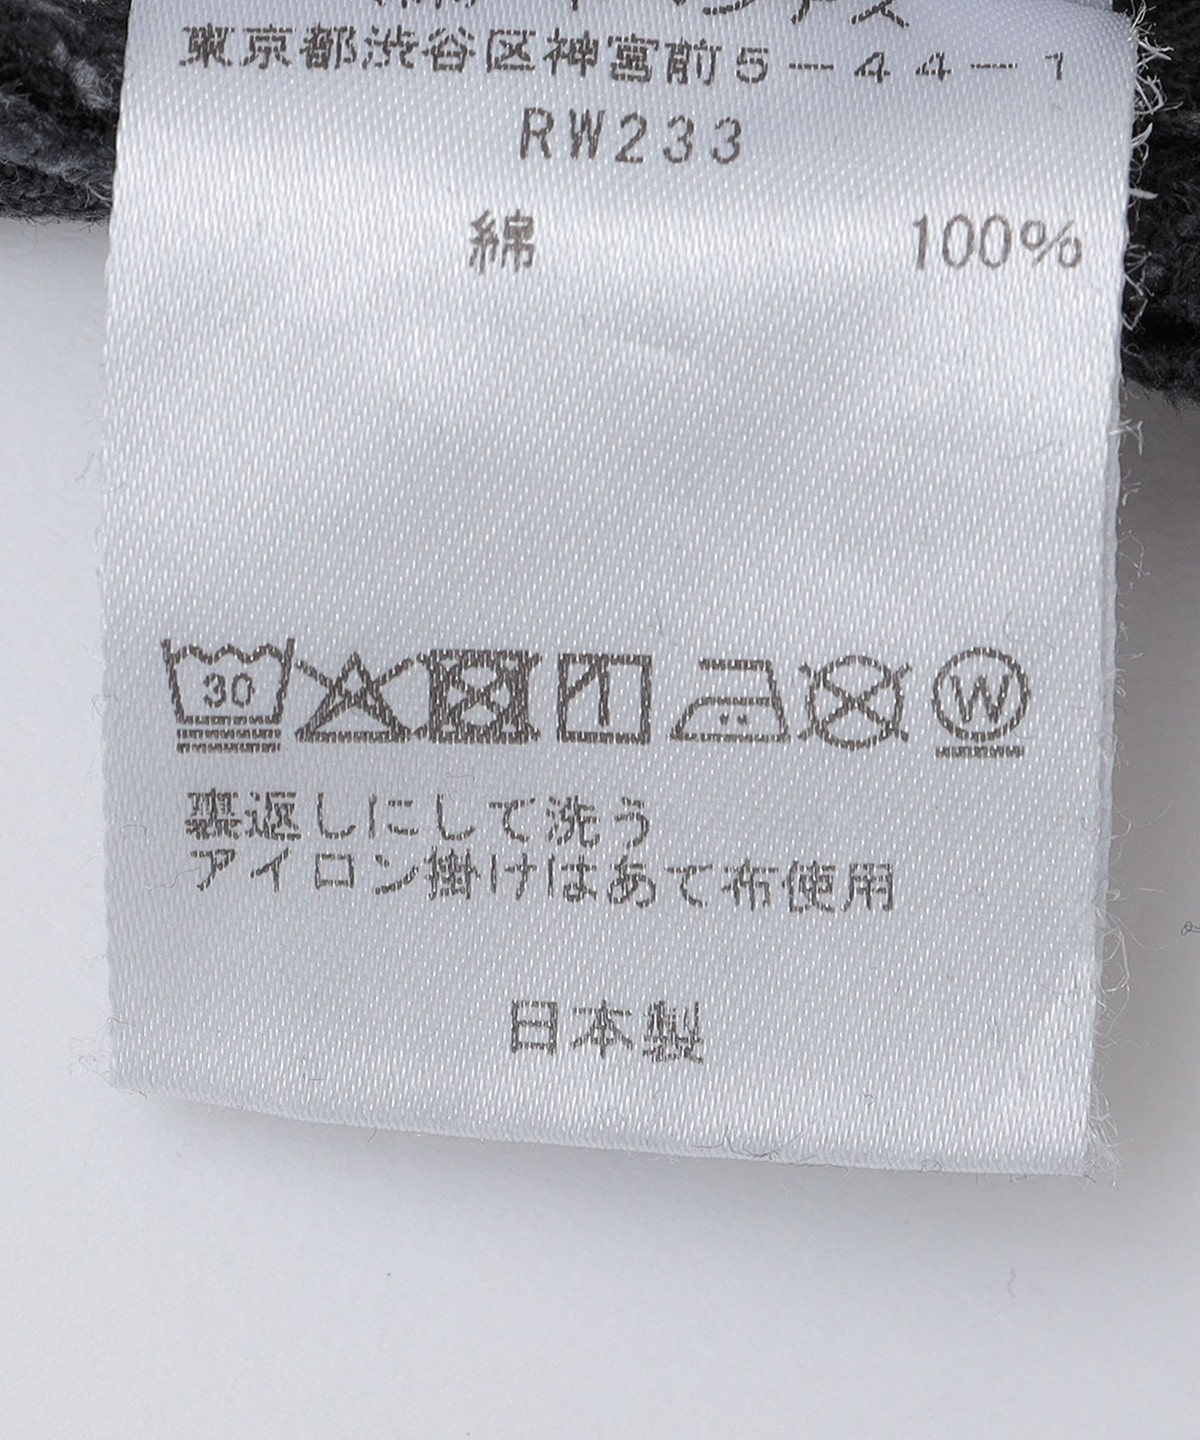 東京都渋谷区神宮前５－４４－１
RW233
綿 100%
30 W
裏返しにして洗う
アイロン掛けはあて布使用
日本製